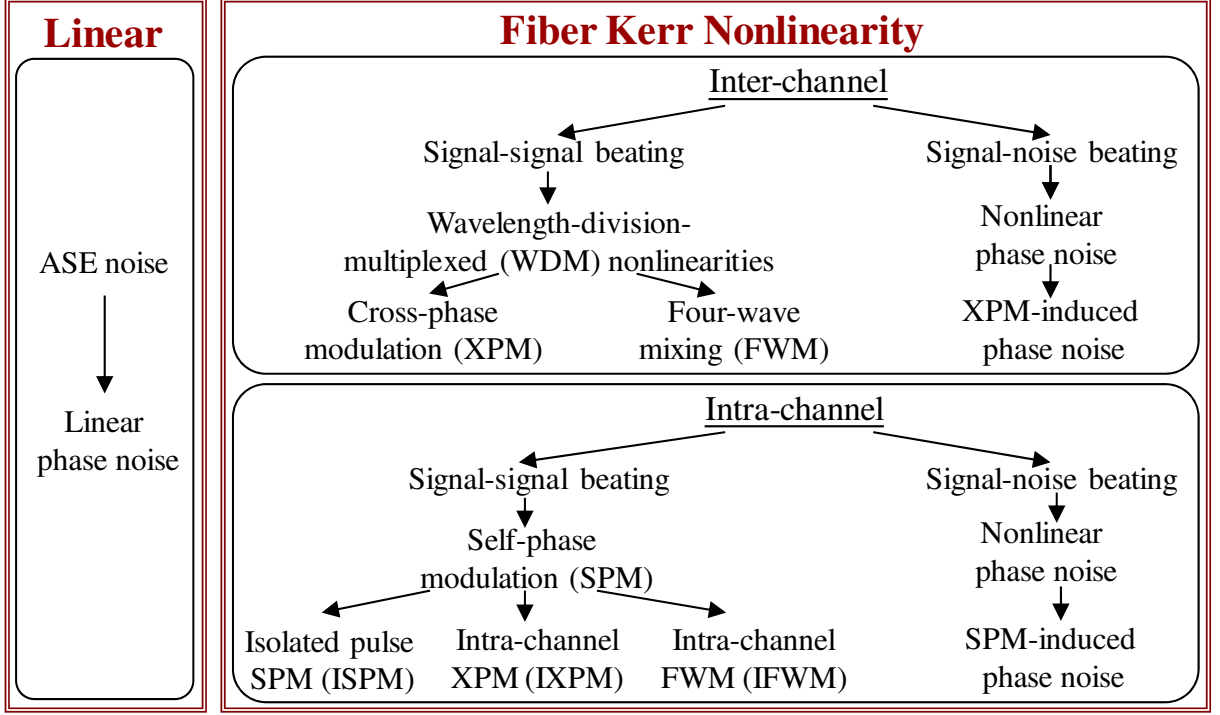 Linear
ASE noise
Linear
phase noise
Fiber Kerr Nonlinearity
Inter-channel
Signal-signal beating
Wavelength-division-
multiplexed (WDM) nonlinearities
Cross-phase
modulation (XPM)
Four-wave
mixing (FWM)
Signal-noise beating
Nonlinear
phase noise
XPM-induced
phase noise
Intra-channel
Signal-signal beating
Self-phase
modulation (SPM)
Isolated pulse
SPM (ISPM)
Intra-channel
XPM (IXPM)
Intra-channel
FWM (IFWM)
Signal-noise beating
Nonlinear
phase noise
SPM-induced
phase noise